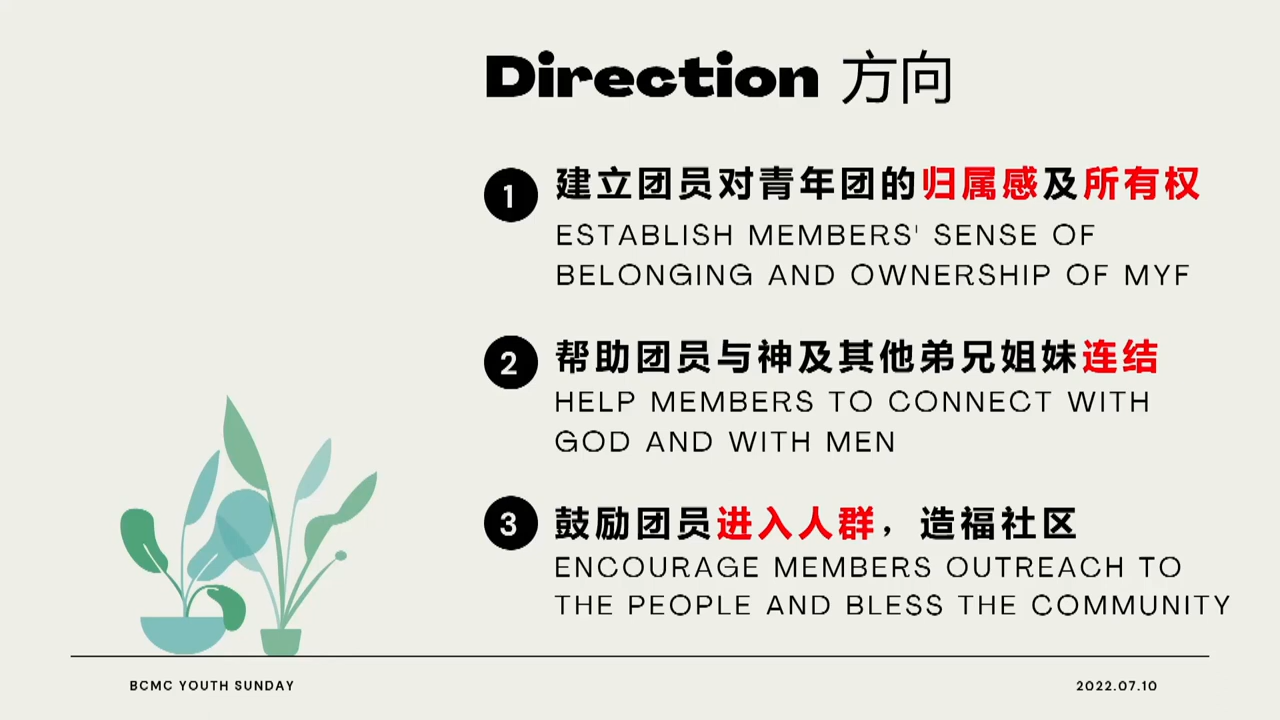 Direction 方向
1 建立团员对青年团的归属感及所有权
ESTABLISH MEMBERS' SENSE OF
BELONGING AND OWNERSHIP OF MYF
2 帮助团员与神及其他弟兄姐妹连结
HELP MEMBERS TO CONNECT WITH
GOD AND WITH MEN
3 鼓励团员进入人群，造福社区
ENCOURAGE MEMBERS OUTREACH TO
THE PEOPLE AND BLESS THE COMMUNITY
BCMC YOUTH SUNDAY
2022.07.10